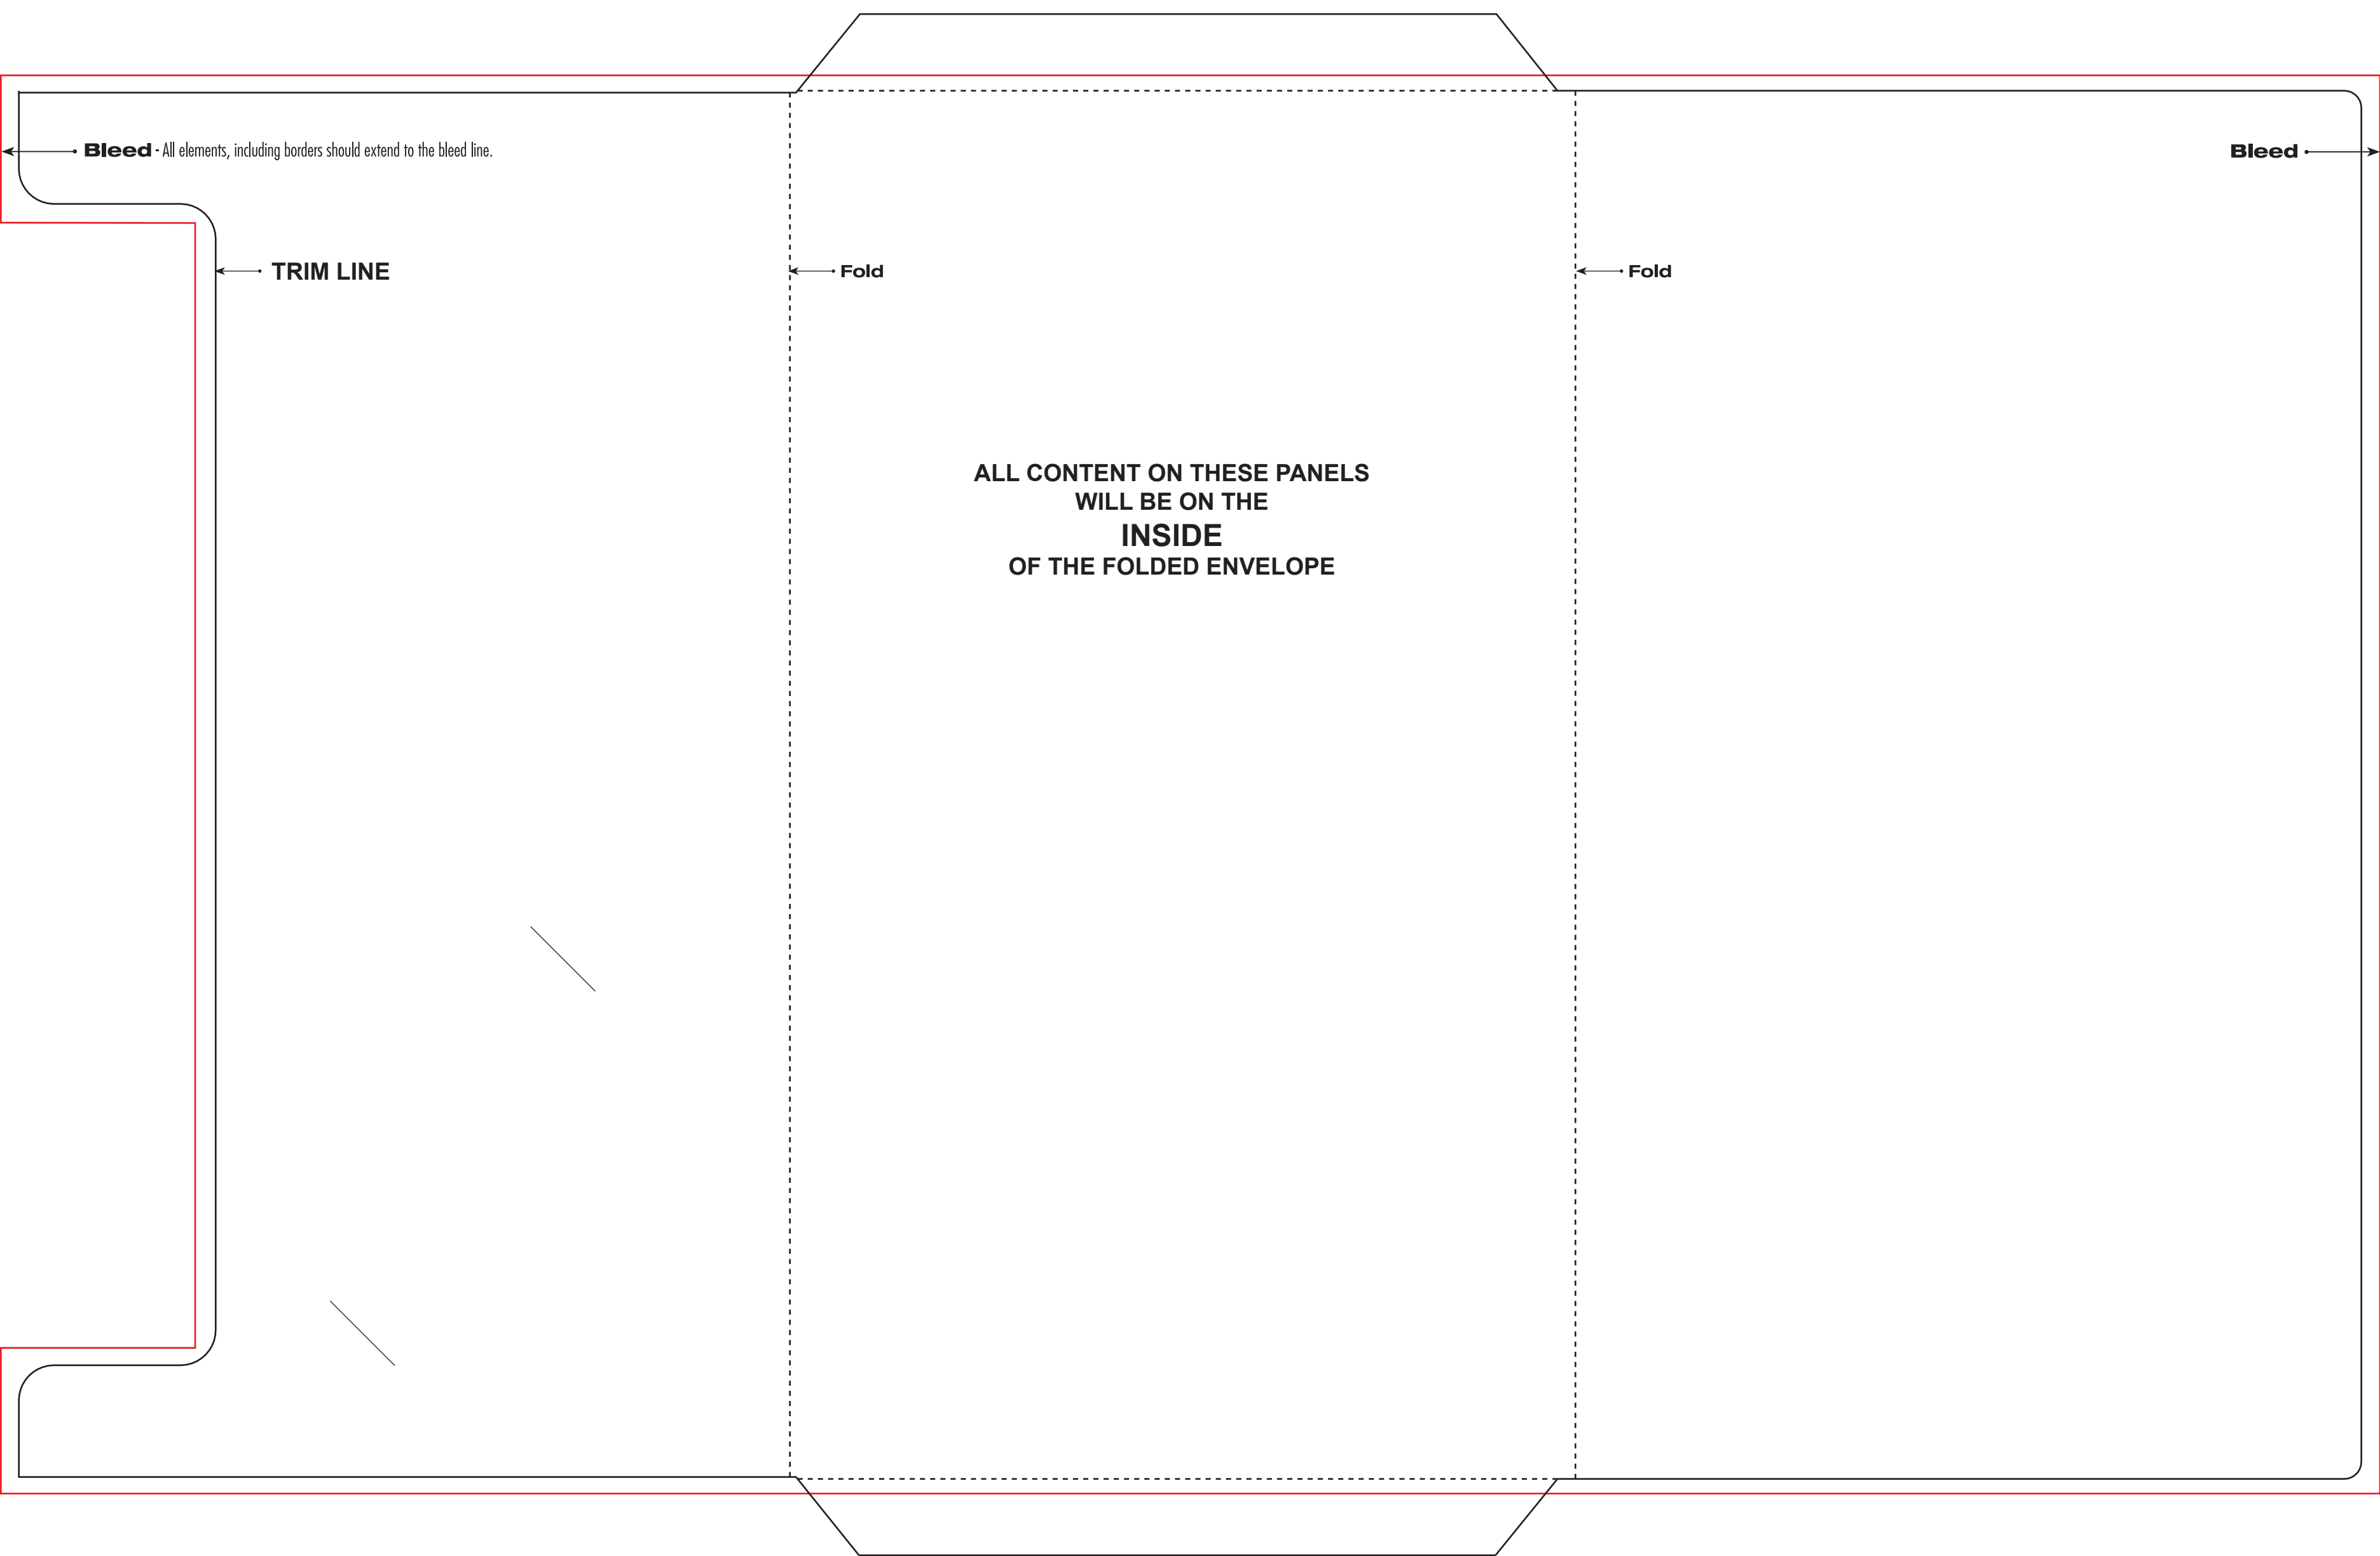 Bleed - All elements, including borders should extend to the bleed line.
Bleed
TRIM LINE
Fold
Fold
ALL CONTENT ON THESE PANELS
WILL BE ON THE
INSIDE
OF THE FOLDED ENVELOPE